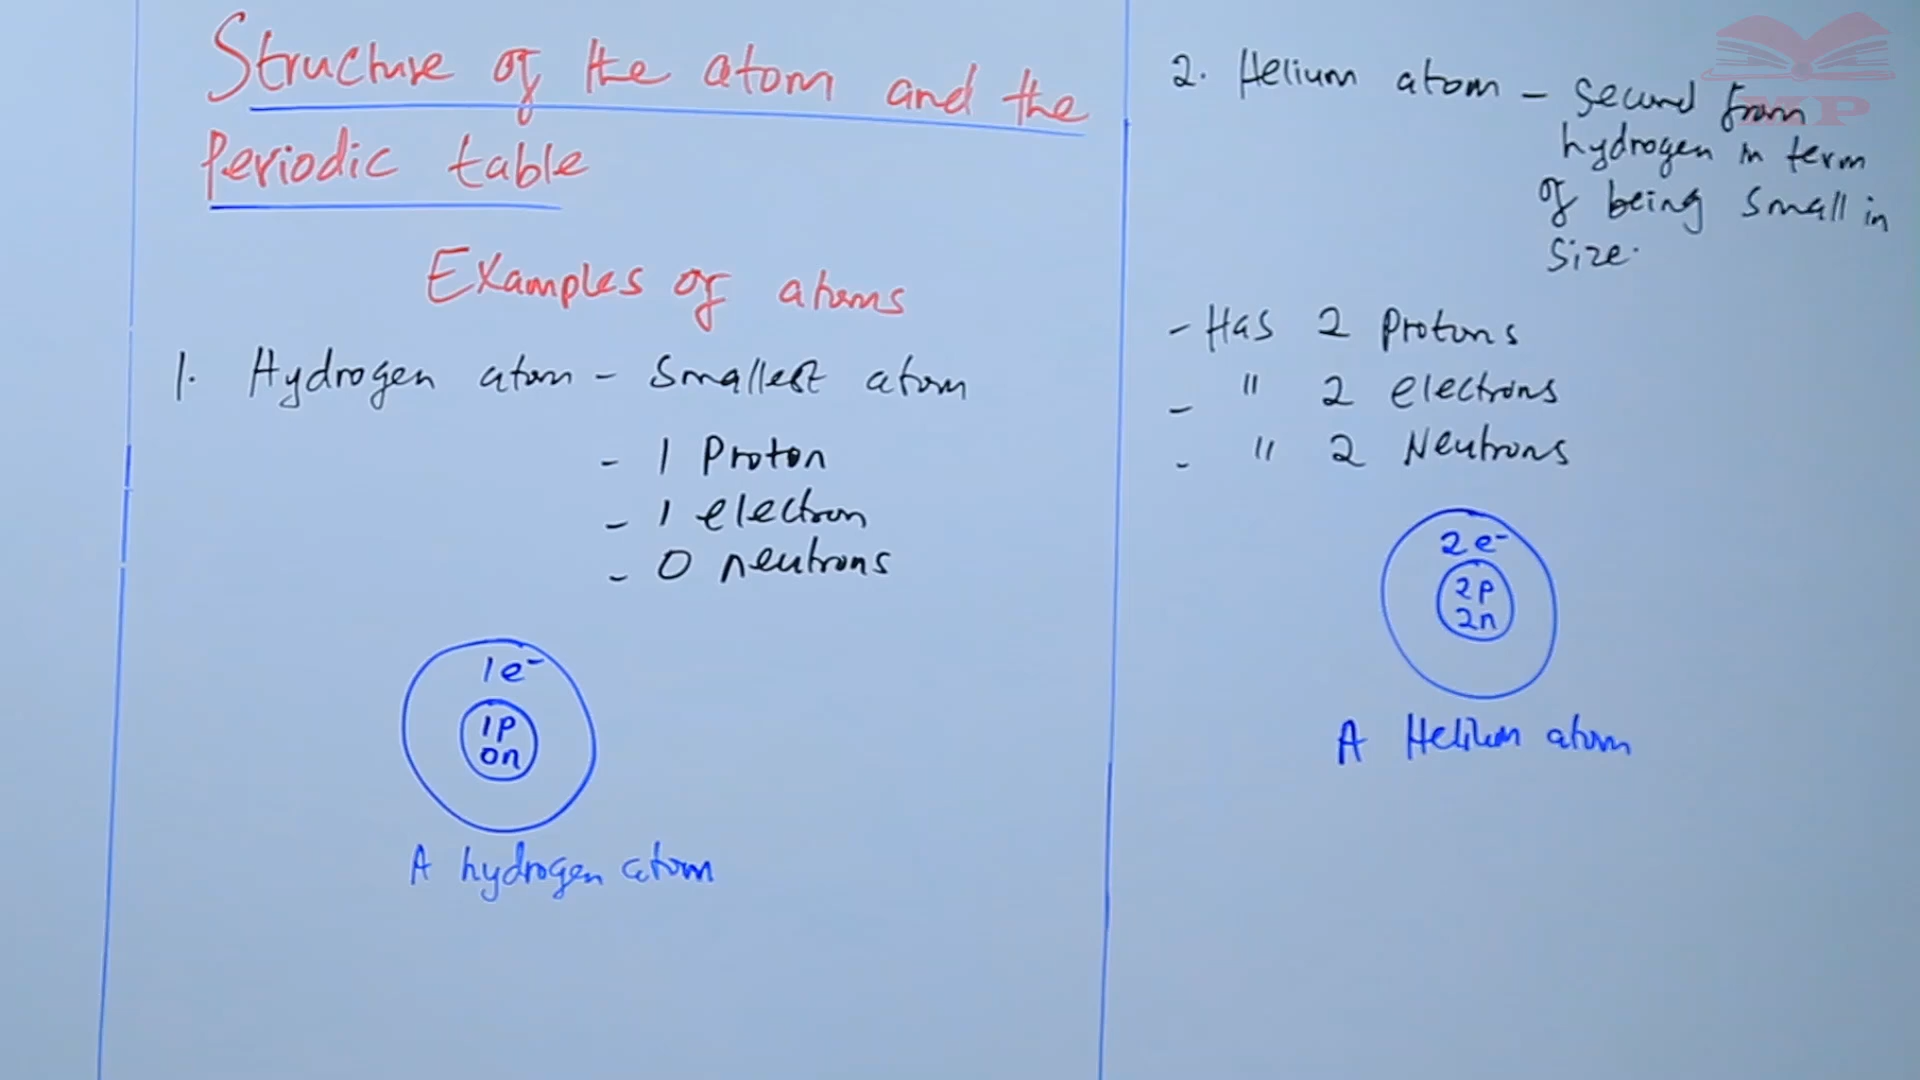 Structure of the atom and the
Periodic table
Examples of atoms
1. Hydrogen atom - Smallest atom
- 1 Proton
- 1 electron
- 0 neutrons
1e⁻
1p
0n
A hydrogen atom
2. Helium atom - Second from
hydrogen in term
of being small in
size.
- Has 2 protons
- " 2 electrons
- " 2 Neutrons
2e⁻
2p
2n
A Helium atom
MP